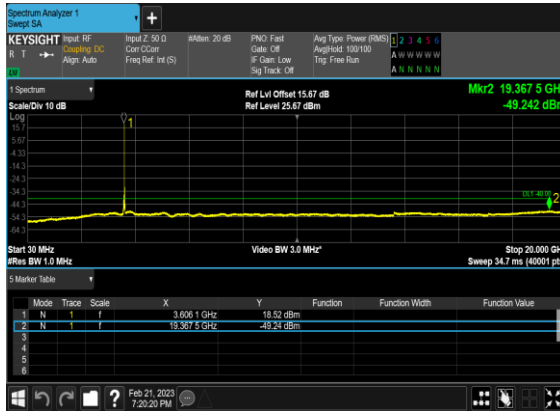 Spectrum Analyzer 1
Swept SA
+
KEYSIGHT Input: RF Input Z: 50 Ω #Atten: 20 dB PNO: Fast Avg Type: Power (RMS) 1 2 3 4 5 6
R T Coupling: DC Corr CCorr Gate: Off Avg|Hold: 100/100 A W W W W W
Align: Auto Freq Ref: Int (S) IF Gain: Low Trig: Free Run
Sig Track: Off A N N N N N
1 Spectrum
Scale/Div 10 dB
Ref Lvl Offset 15.67 dB
Ref Level 25.67 dBm
Mkr2 19.367 5 GHz
-49.242 dBm
Log
15.7
5.67
-4.33
-14.3
-24.3
-34.3
-44.3
-54.3
-64.3
1
2
Start 30 MHz Video BW 3.0 MHz* Stop 20.000 GHz
#Res BW 1.0 MHz Sweep 34.7 ms (40001 pts
5 Marker Table
Mode Trace Scale X Y Function Function Width Function Value
1 N 1 f 3.606 1 GHz 18.52 dBm
2 N 1 f 19.367 5 GHz -49.24 dBm
3
4
5
6
? Feb 21, 2023
7:20:20 PM